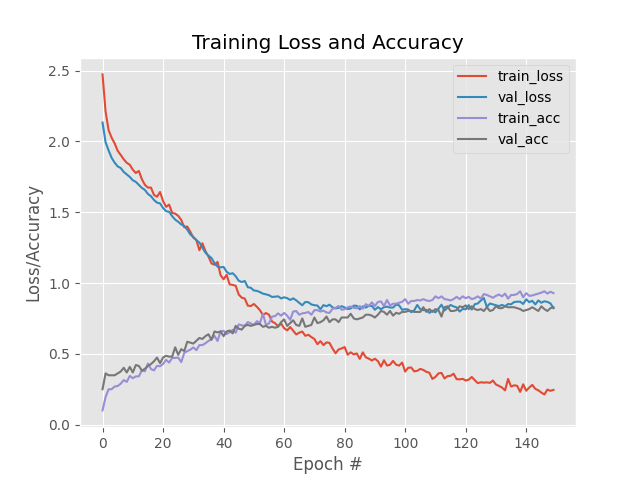 Training Loss and Accuracy
train_loss
val_loss
train_acc
val_acc
2.5
2.0
1.5
1.0
0.5
0.0
Loss/Accuracy
0 20 40 60 80 100 120 140
Epoch #